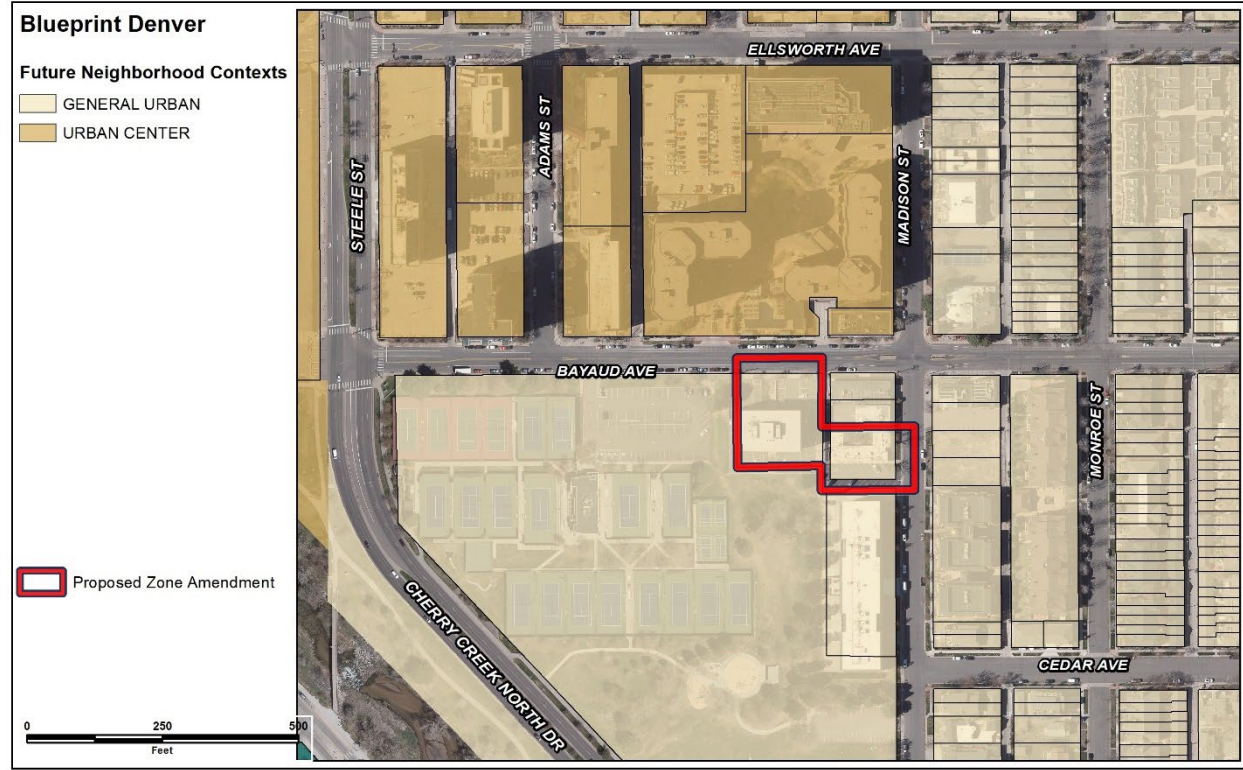 Blueprint Denver
Future Neighborhood Contexts
GENERAL URBAN
URBAN CENTER
Proposed Zone Amendment
0 250 500
Feet
ELLSWORTH AVE
STEELE ST
ADAMS ST
MADISON ST
BAYAUD AVE
MONROE ST
CHERRY CREEK NORTH DR
CEDAR AVE